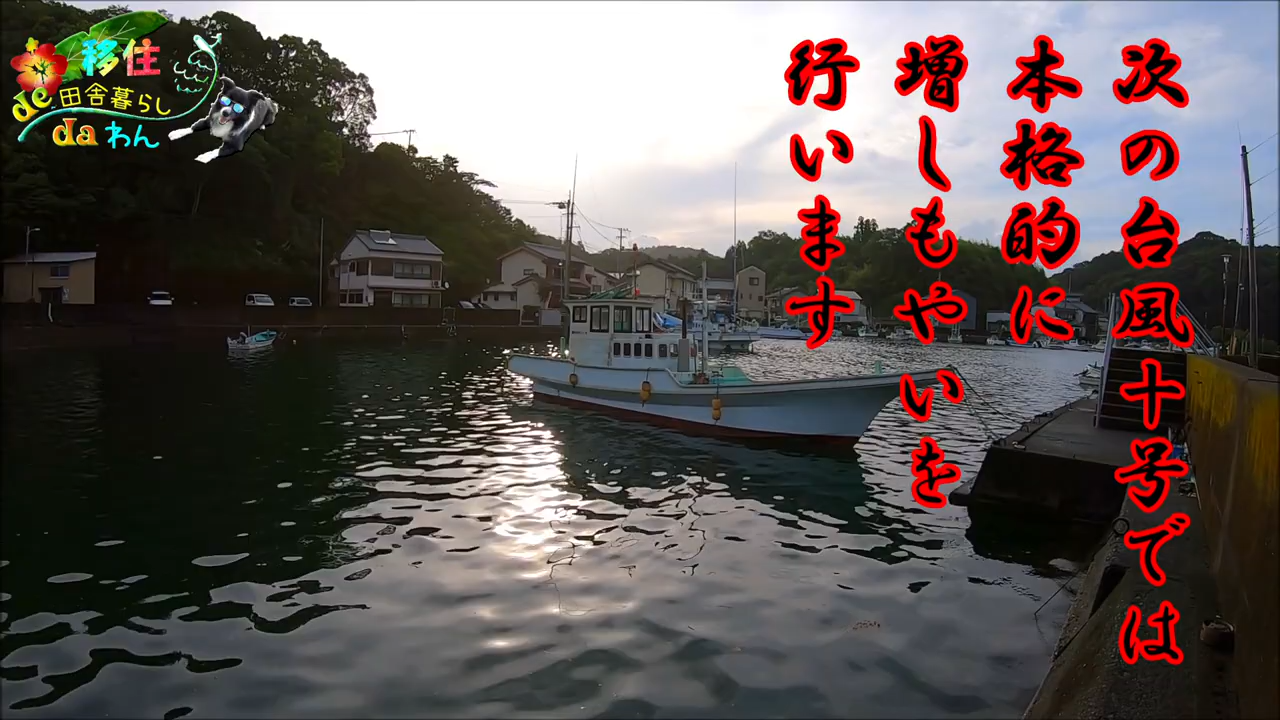 次の台風十号では
本格的に
増しもやいを
行います
移住
de田舎暮らし
daわん